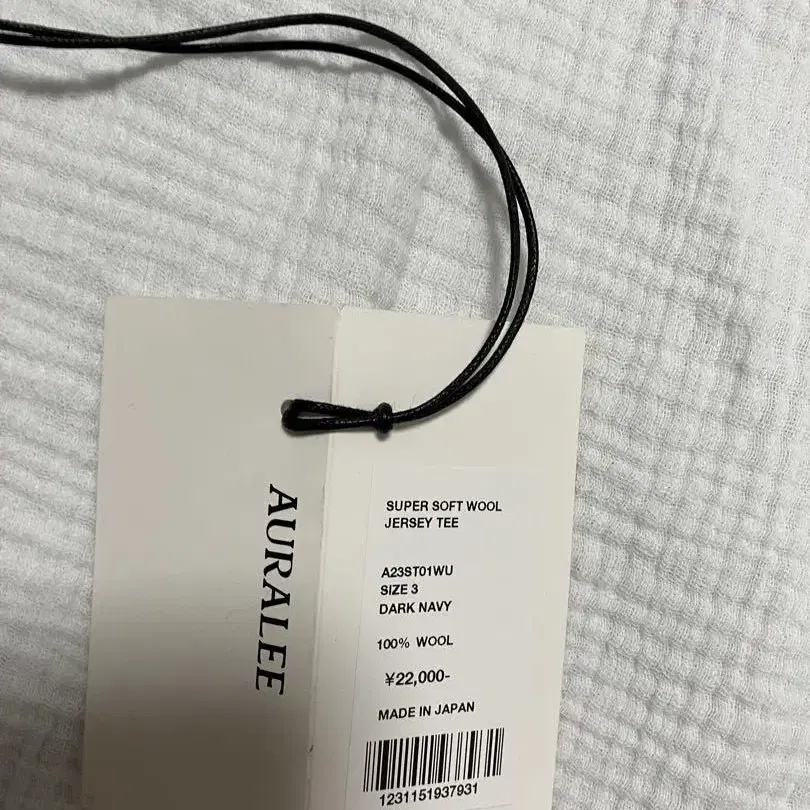 AURALEE
SUPER SOFT WOOL
JERSEY TEE
A23ST01WU
SIZE 3
DARK NAVY
100% WOOL
¥22,000-
MADE IN JAPAN
1231151937931